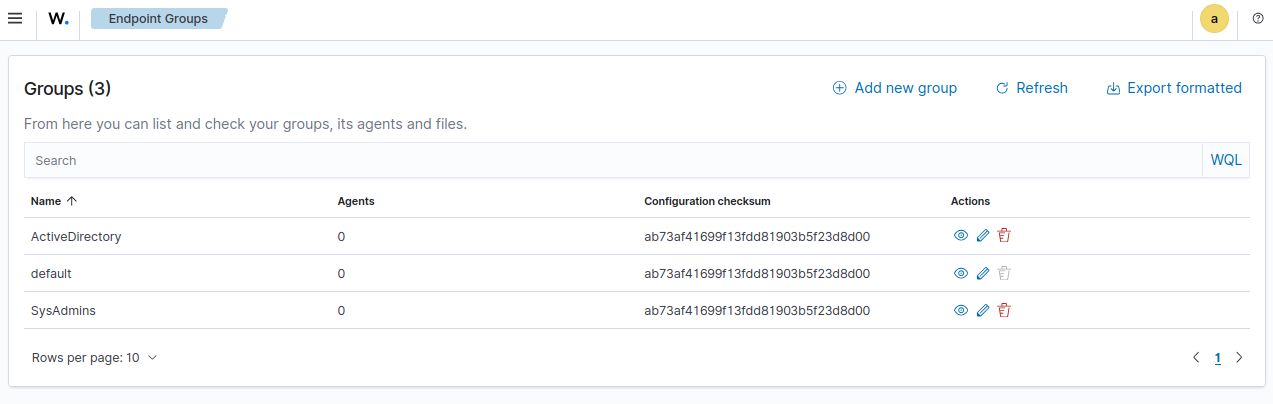 W. Endpoint Groups a
Groups (3) Add new group Refresh Export formatted
From here you can list and check your groups, its agents and files.
Search WQL
Name Agents Configuration checksum Actions
ActiveDirectory 0 ab73af41699f13fdd81903b5f23d8d00
default 0 ab73af41699f13fdd81903b5f23d8d00
SysAdmins 0 ab73af41699f13fdd81903b5f23d8d00
Rows per page: 10 1